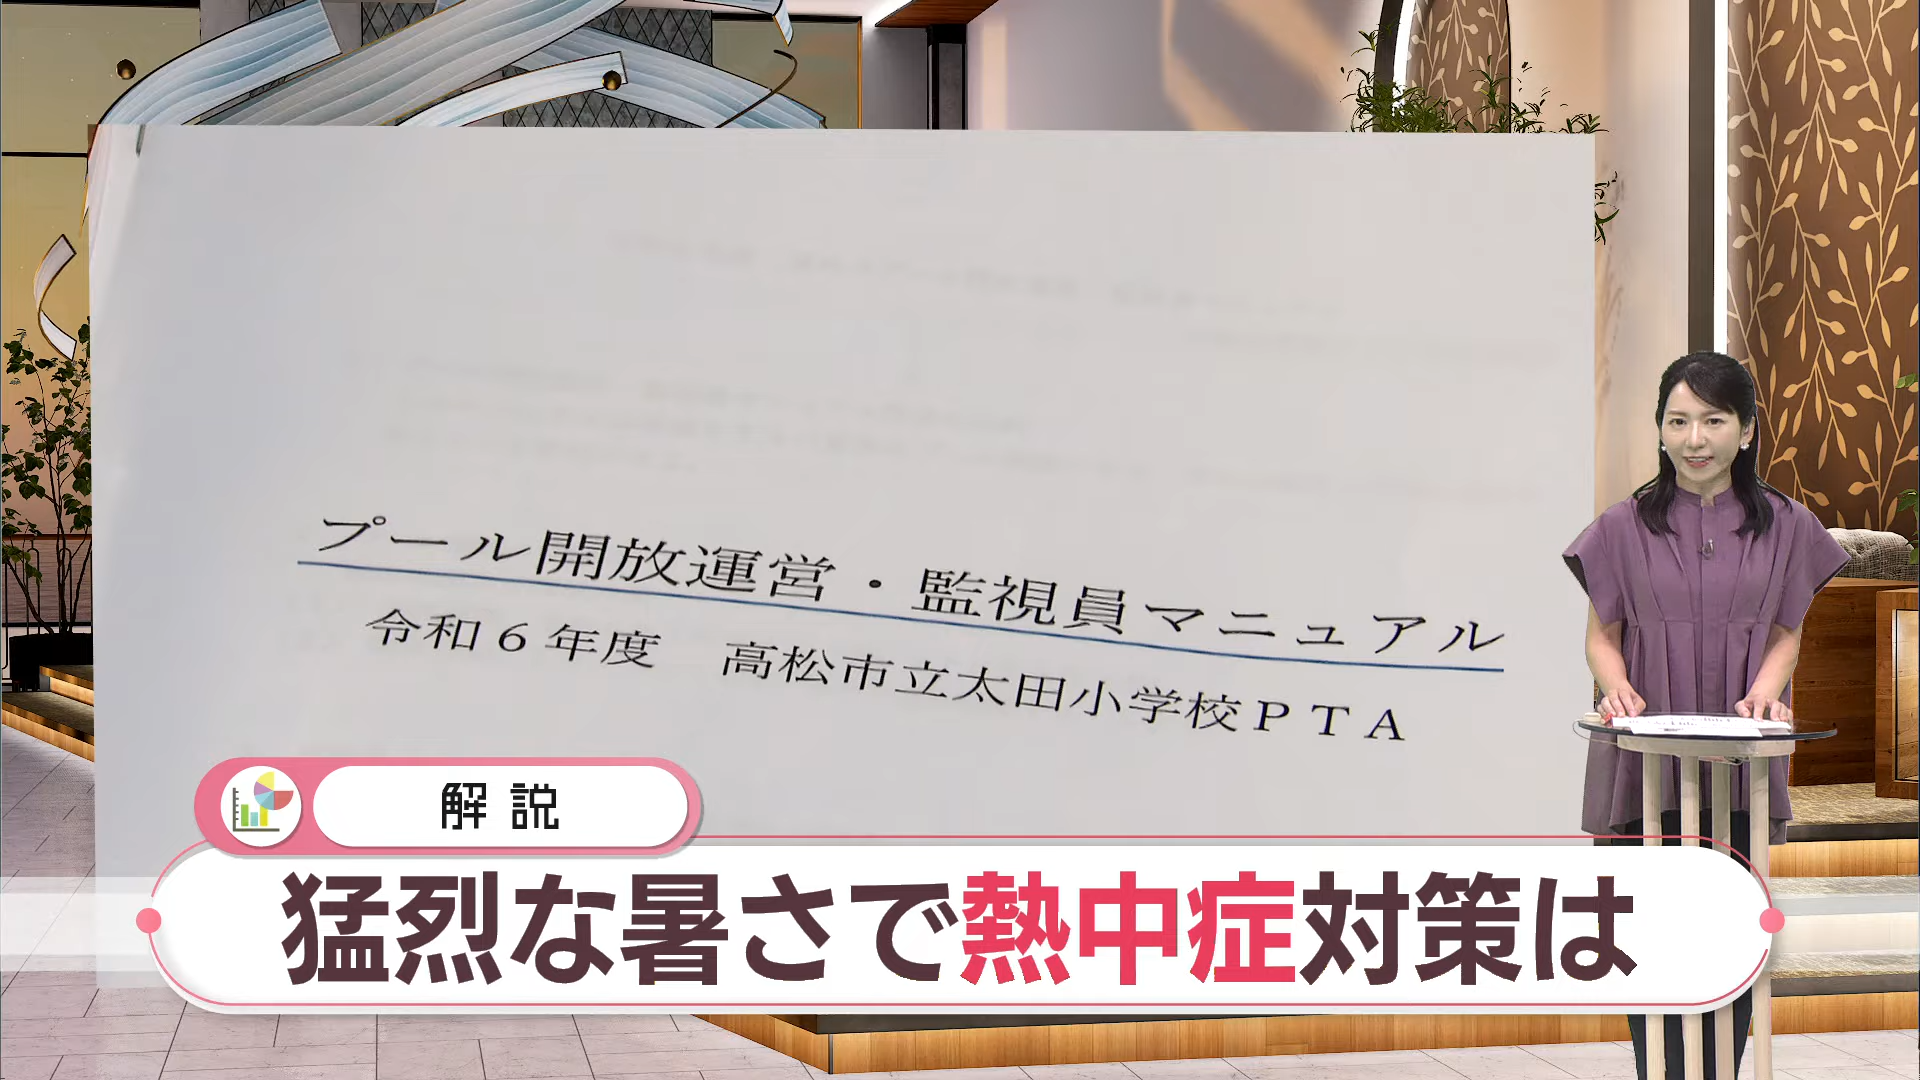 プール開放運営・監視員マニュアル
令和6年度　高松市立太田小学校PTA
解説
猛烈な暑さで熱中症対策は